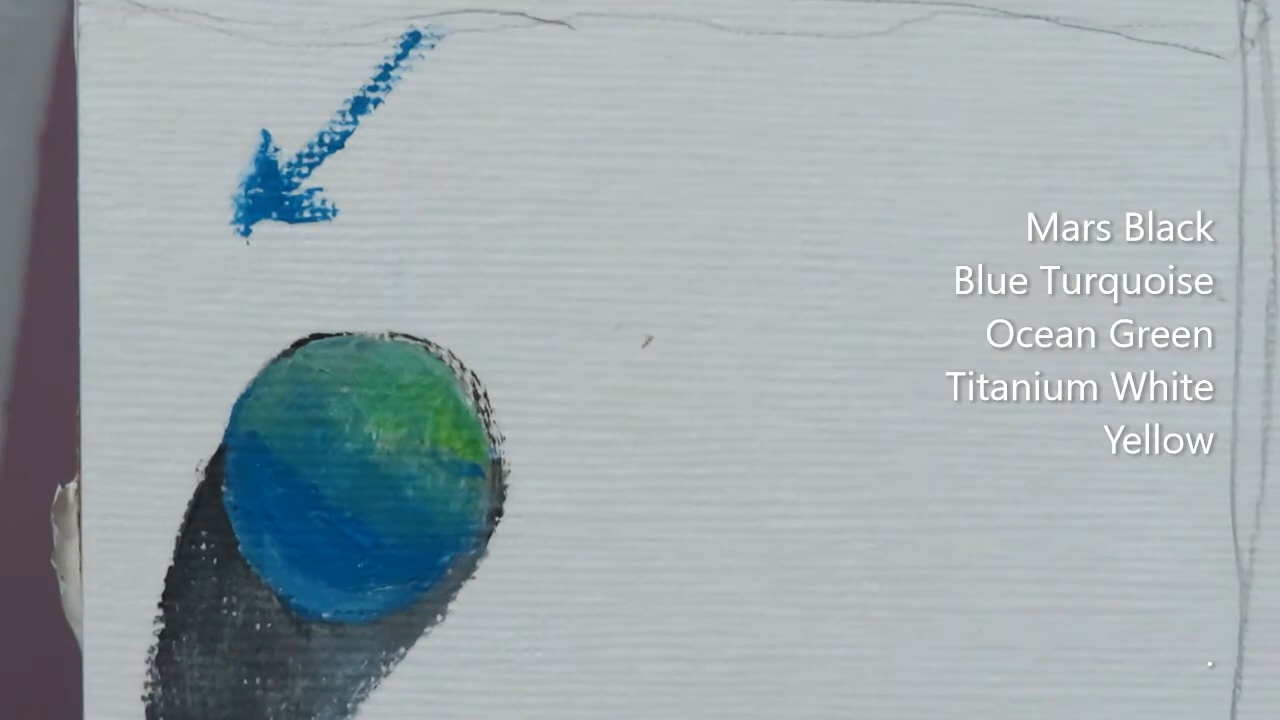 Mars Black
Blue Turquoise
Ocean Green
Titanium White
Yellow
.